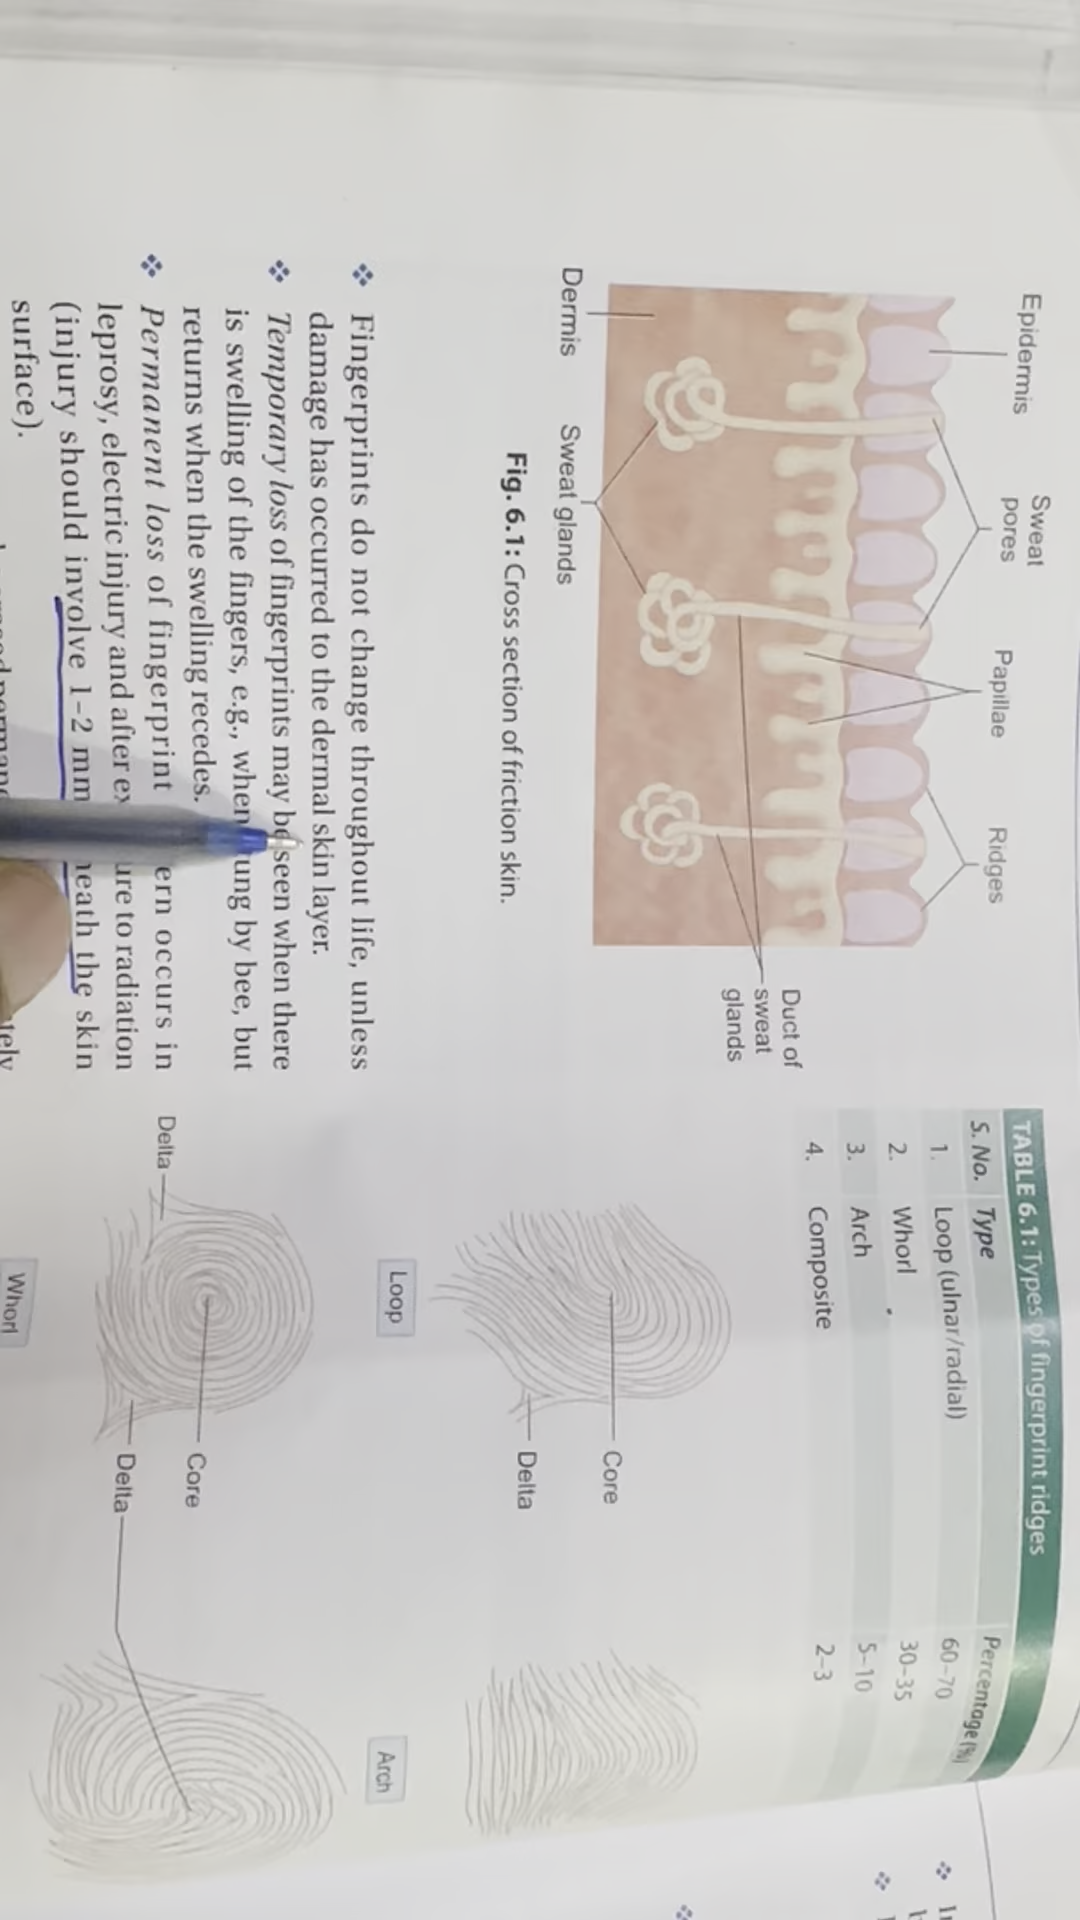 Epidermis
Sweat
pores
Papillae
Ridges
Duct of
sweat
glands
Dermis
Sweat glands
Fig. 6.1: Cross section of friction skin.
❖ Fingerprints do not change throughout life, unless
damage has occurred to the dermal skin layer.
❖ Temporary loss of fingerprints may be seen when there
is swelling of the fingers, e.g., when by bee, but
returns when the swelling recedes.
❖ Permanent loss of fingerprint occurs in
leprosy, electric injury and after to radiation
(injury should involve 1-2 mm the skin
surface).
TABLE 6.1: Types of fingerprint ridges
S. No. Type Percentage (%)
1. Loop (ulnar/radial) 60-70
2. Whorl 30-35
3. Arch 5-10
4. Composite 2-3
Core
Delta
Loop
Arch
Delta
Core
Delta
Whorl